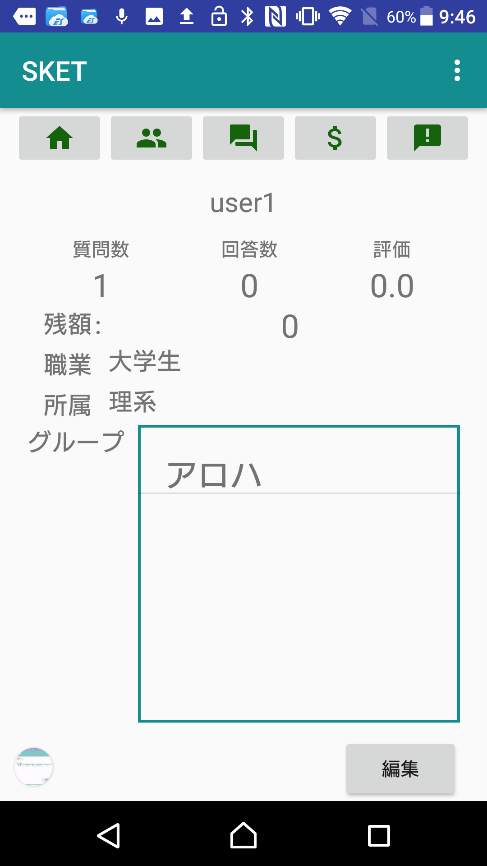 60% 9:46
SKET
user1
質問数 回答数 評価
1 0 0.0
残額: 0
職業 大学生
所属 理系
グループ
アロハ
編集